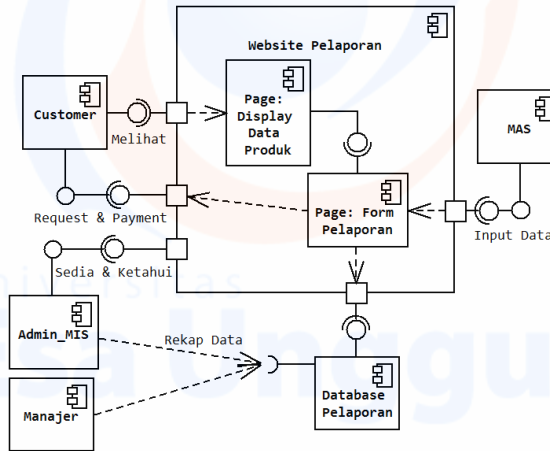 Website Pelaporan
Customer
Melihat
Page:
Display
Data
Produk
MAS
Page: Form
Pelaporan
Request & Payment
Input Data
Sedia & Ketahui
Admin_MIS
Rekap Data
Manajer
Database
Pelaporan